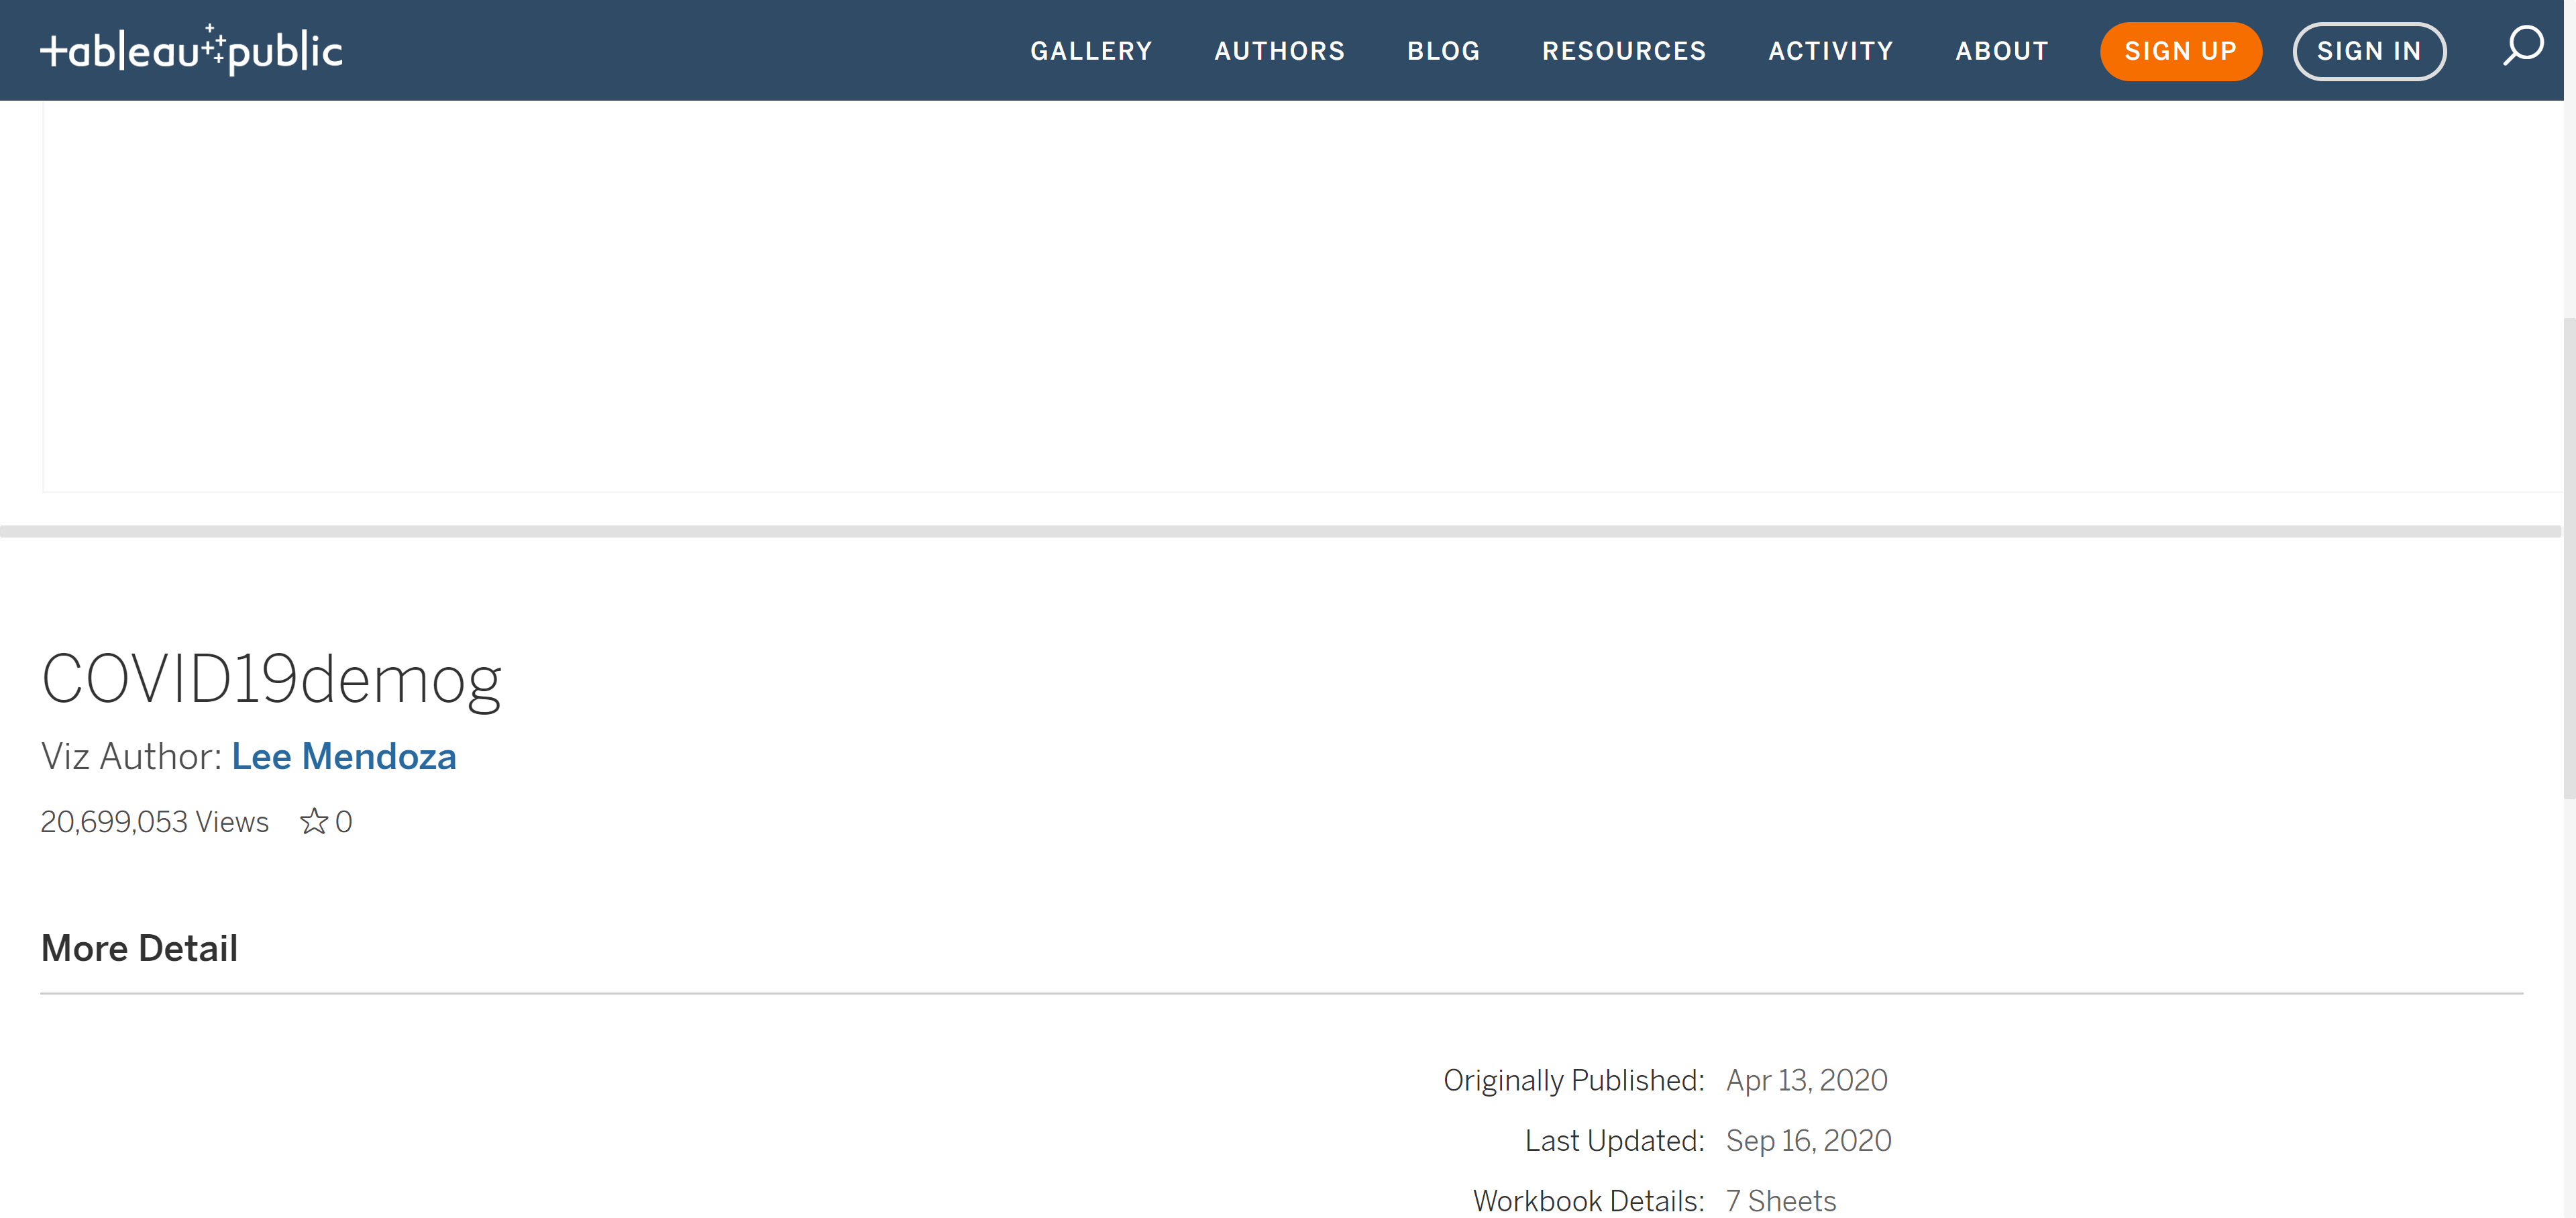 tableau public GALLERY AUTHORS BLOG RESOURCES ACTIVITY ABOUT SIGN UP SIGN IN
COVID19demog
Viz Author: Lee Mendoza
20,699,053 Views ☆ 0
More Detail
Originally Published: Apr 13, 2020
Last Updated: Sep 16, 2020
Workbook Details: 7 Sheets